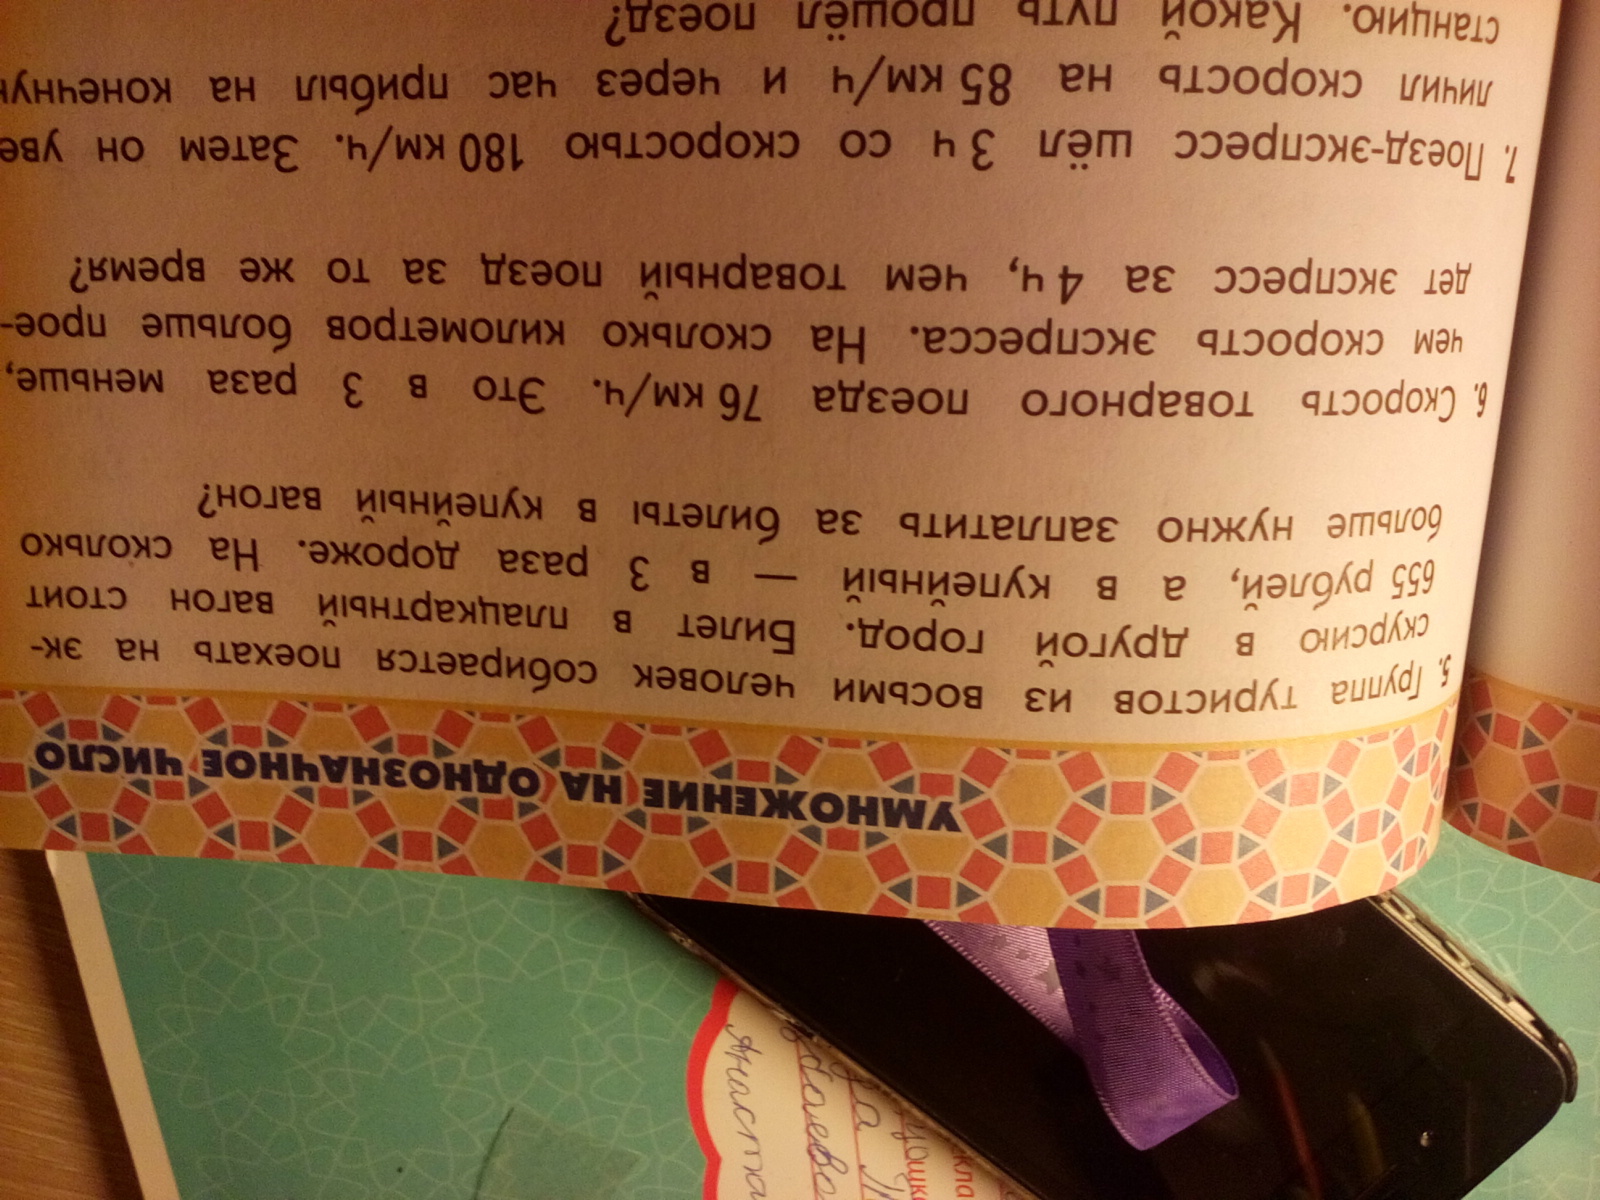 УМНОЖЕНИЕ НА ОДНОЗНАЧНОЕ ЧИСЛО
5. Группа туристов из восьми человек собирается поехать на эк-
скурсию в другой город. Билет в плацкартный вагон стоит
655 рублей, а в купейный — в 3 раза дороже. На сколько
больше нужно заплатить за билеты в купейный вагон?
6. Скорость товарного поезда 76 км/ч. Это в 3 раза меньше,
чем скорость экспресса. На сколько километров больше прое-
дет экспресс за 4 ч, чем товарный поезд за то же время?
7. Поезд-экспресс шёл 3 ч со скоростью 180 км/ч. Затем он уве
личил скорость на 85 км/ч и через час прибыл на конечну
станцию. Какой путь прошёл поезд?